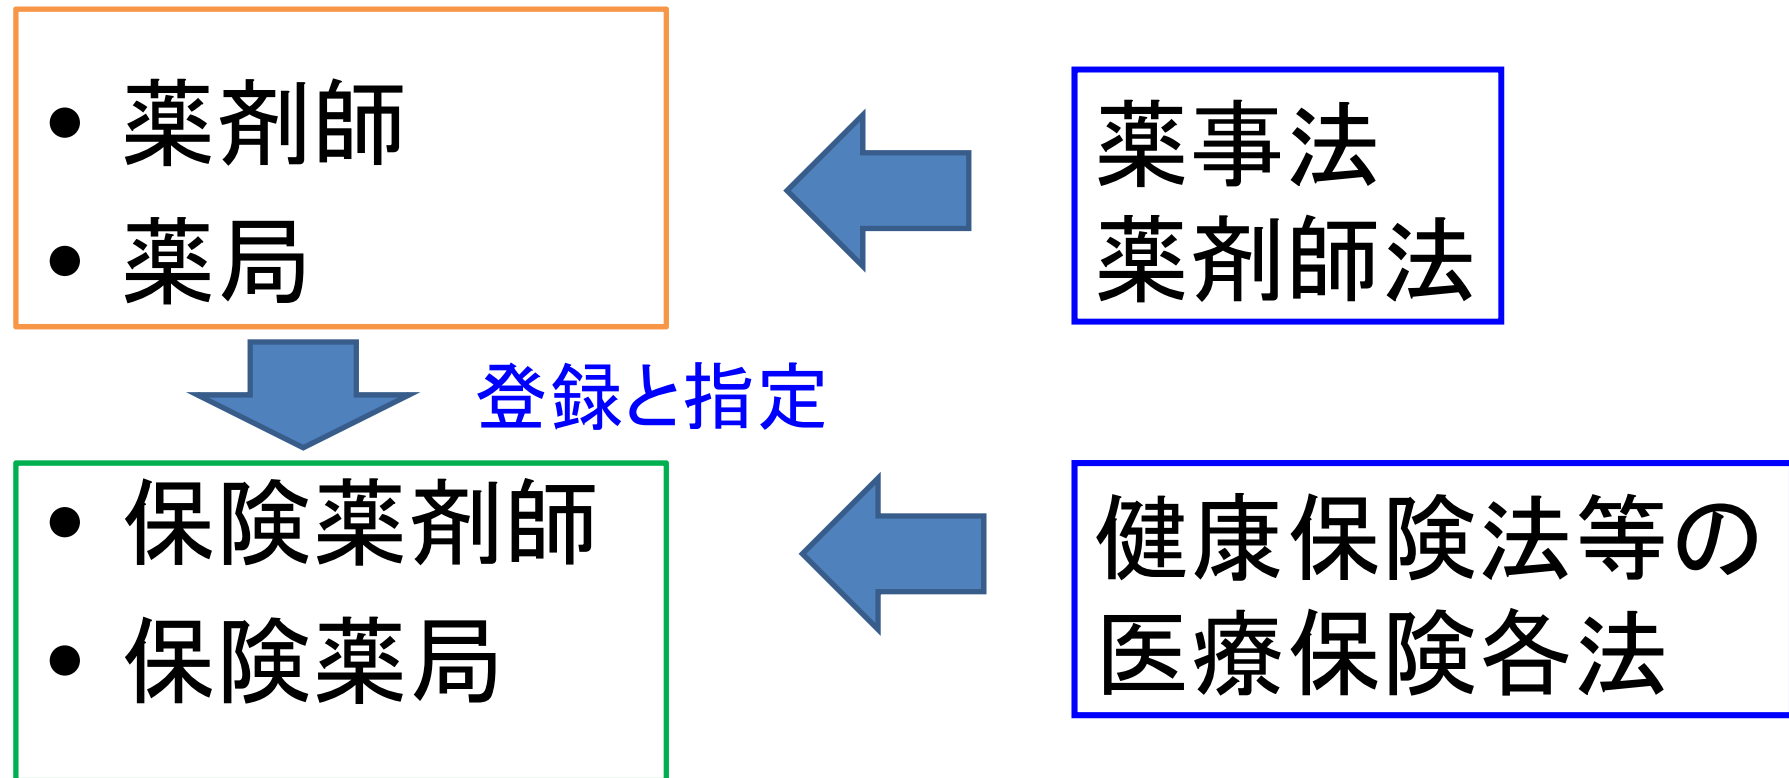 • 薬剤師
• 薬局
薬事法
薬剤師法
登録と指定
• 保険薬剤師
• 保険薬局
健康保険法等の
医療保険各法